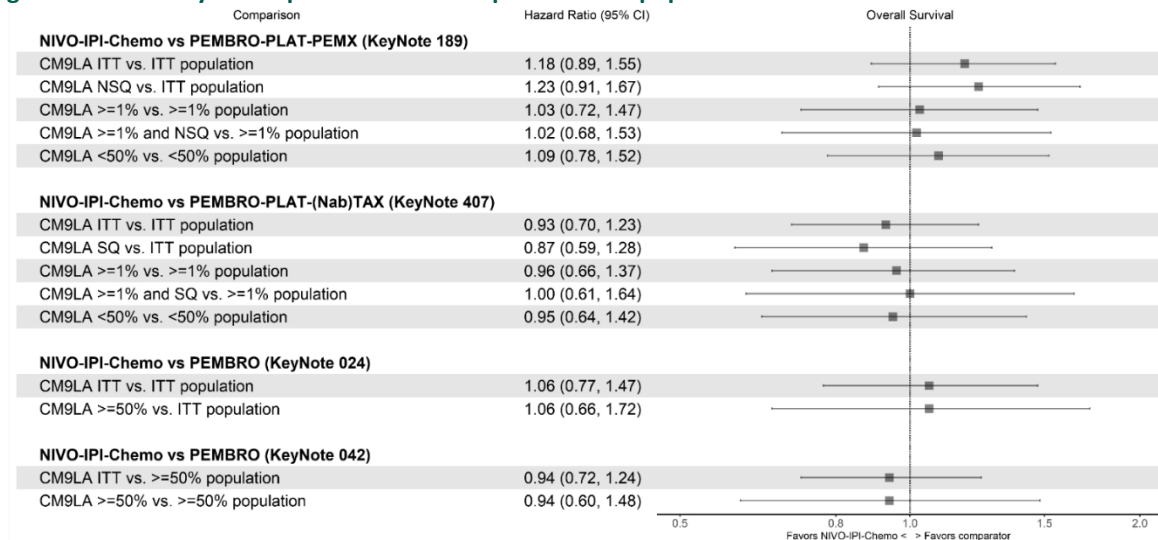 Comparison Hazard Ratio (95% CI) Overall Survival
NIVO-IPI-Chemo vs PEMBRO-PLAT-PEMX (KeyNote 189)
CM9LA ITT vs. ITT population 1.18 (0.89, 1.55)
CM9LA NSQ vs. ITT population 1.23 (0.91, 1.67)
CM9LA >=1% vs. >=1% population 1.03 (0.72, 1.47)
CM9LA >=1% and NSQ vs. >=1% population 1.02 (0.68, 1.53)
CM9LA <50% vs. <50% population 1.09 (0.78, 1.52)
NIVO-IPI-Chemo vs PEMBRO-PLAT-(Nab)TAX (KeyNote 407)
CM9LA ITT vs. ITT population 0.93 (0.70, 1.23)
CM9LA SQ vs. ITT population 0.87 (0.59, 1.28)
CM9LA >=1% vs. >=1% population 0.96 (0.66, 1.37)
CM9LA >=1% and SQ vs. >=1% population 1.00 (0.61, 1.64)
CM9LA <50% vs. <50% population 0.95 (0.64, 1.42)
NIVO-IPI-Chemo vs PEMBRO (KeyNote 024)
CM9LA ITT vs. ITT population 1.06 (0.77, 1.47)
CM9LA >=50% vs. ITT population 1.06 (0.66, 1.72)
NIVO-IPI-Chemo vs PEMBRO (KeyNote 042)
CM9LA ITT vs. >=50% population 0.94 (0.72, 1.24)
CM9LA >=50% vs. >=50% population 0.94 (0.60, 1.48)
0.5 0.8 1.0 1.5 2.0
Favors NIVO-IPI-Chemo < > Favors comparator